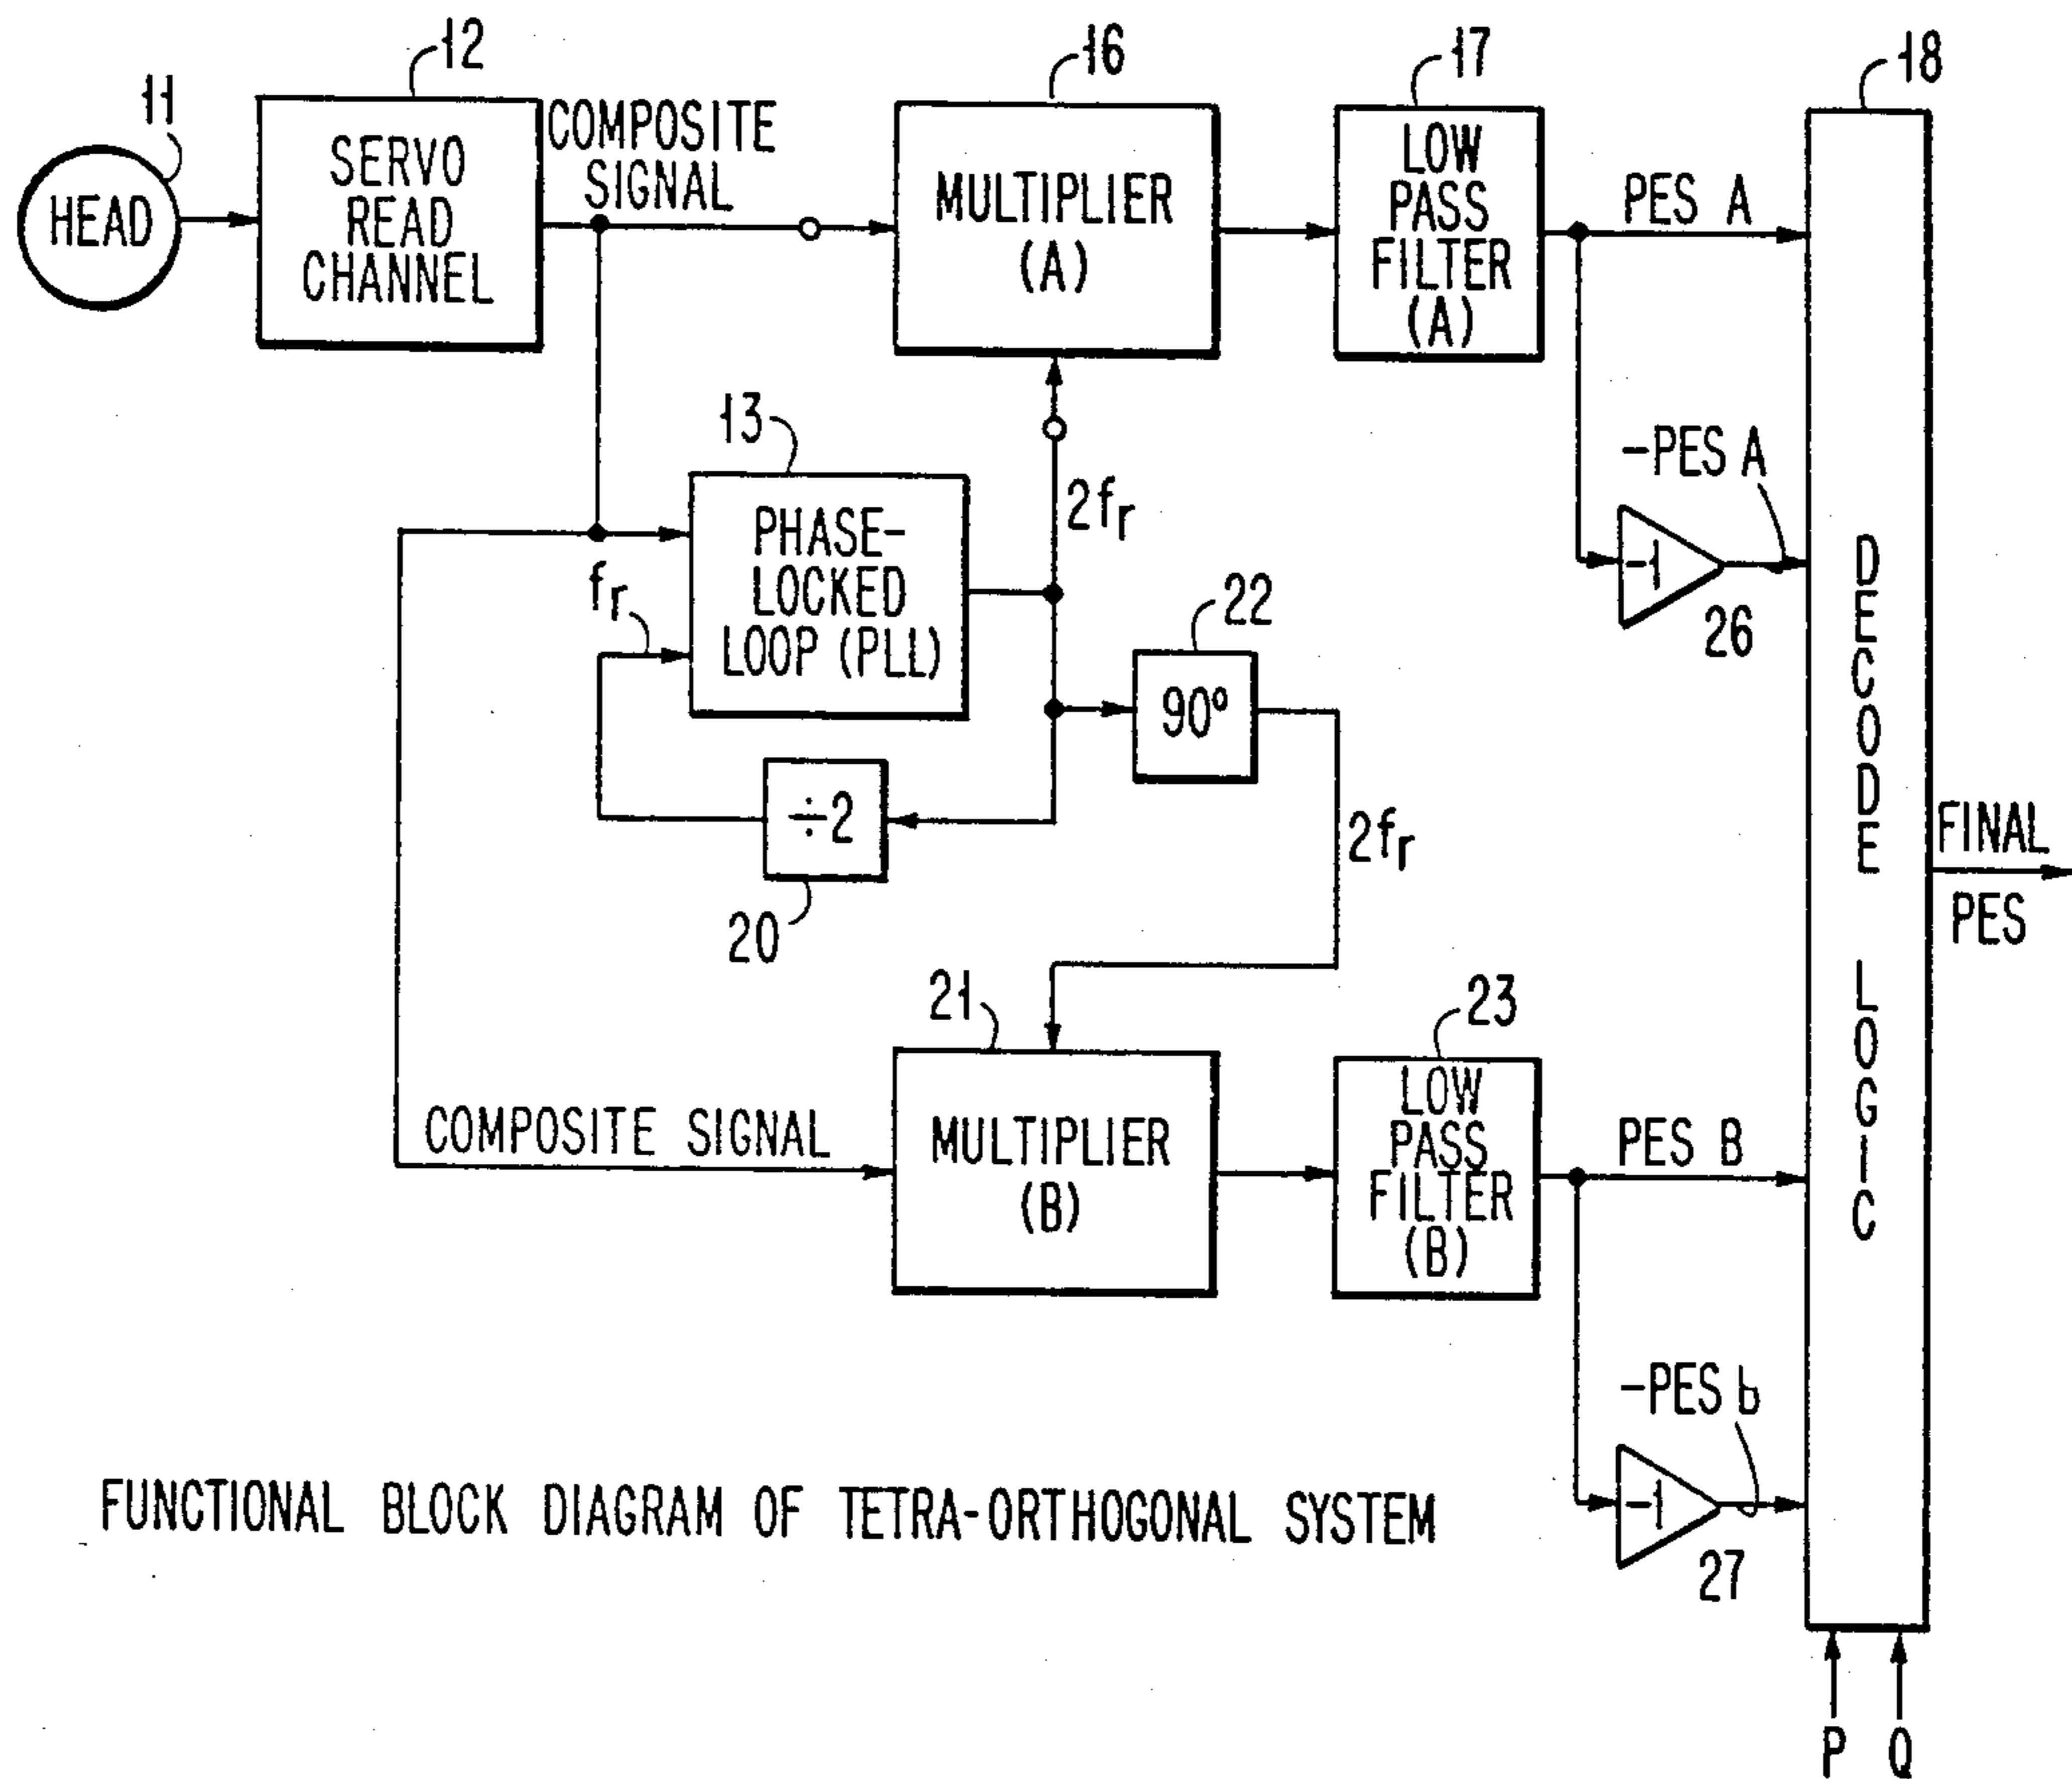 11
HEAD
12
SERVO
READ
CHANNEL
COMPOSITE
SIGNAL
16
MULTIPLIER
(A)
17
LOW
PASS
FILTER
(A)
PES A
18
DECODE LOGIC
-PES A
-1
26
13
PHASE-
LOCKED
LOOP (PLL)
fr
2fr
22
90°
÷2
20
2fr
21
COMPOSITE SIGNAL
MULTIPLIER
(B)
23
LOW
PASS
FILTER
(B)
PES B
-PES b
-1
27
FINAL
PES
P Q
FUNCTIONAL BLOCK DIAGRAM OF TETRA-ORTHOGONAL SYSTEM